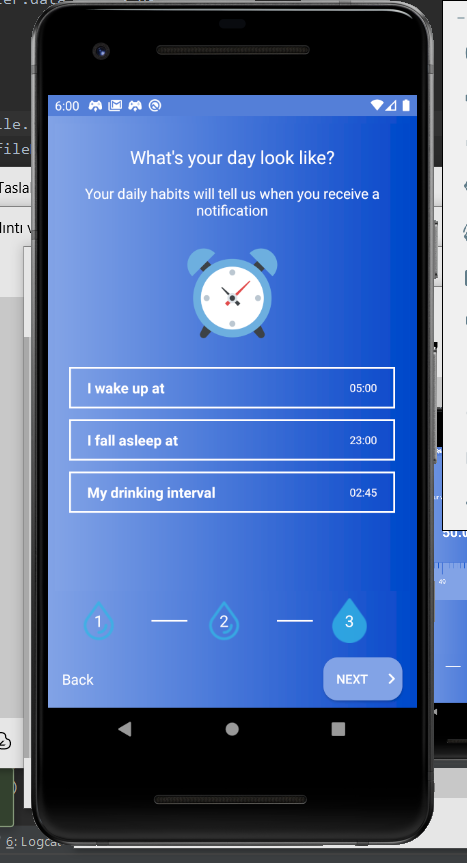 6:00
What's your day look like?
Your daily habits will tell us when you receive a
notification
I wake up at 05:00
I fall asleep at 23:00
My drinking interval 02:45
1 2 3
Back NEXT
6: Logcat